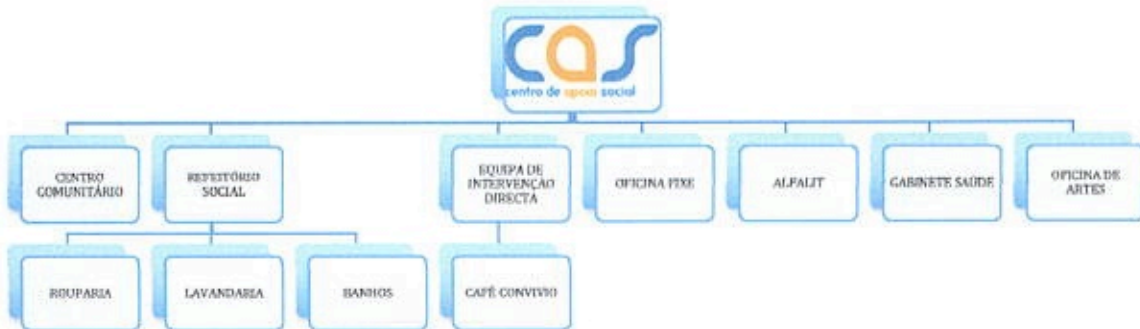 cas
centro de apoio social
CENTRO
COMUNITÁRIO
REFEITÓRIO
SOCIAL
EQUIPA DE
INTERVENÇÃO
DIRECTA
OFICINA FIXE
ALFALIT
GABINETE SAÚDE
OFICINA DE
ARTES
ROUPARIA
LAVANDARIA
BANHOS
CAFÉ CONVIVIO